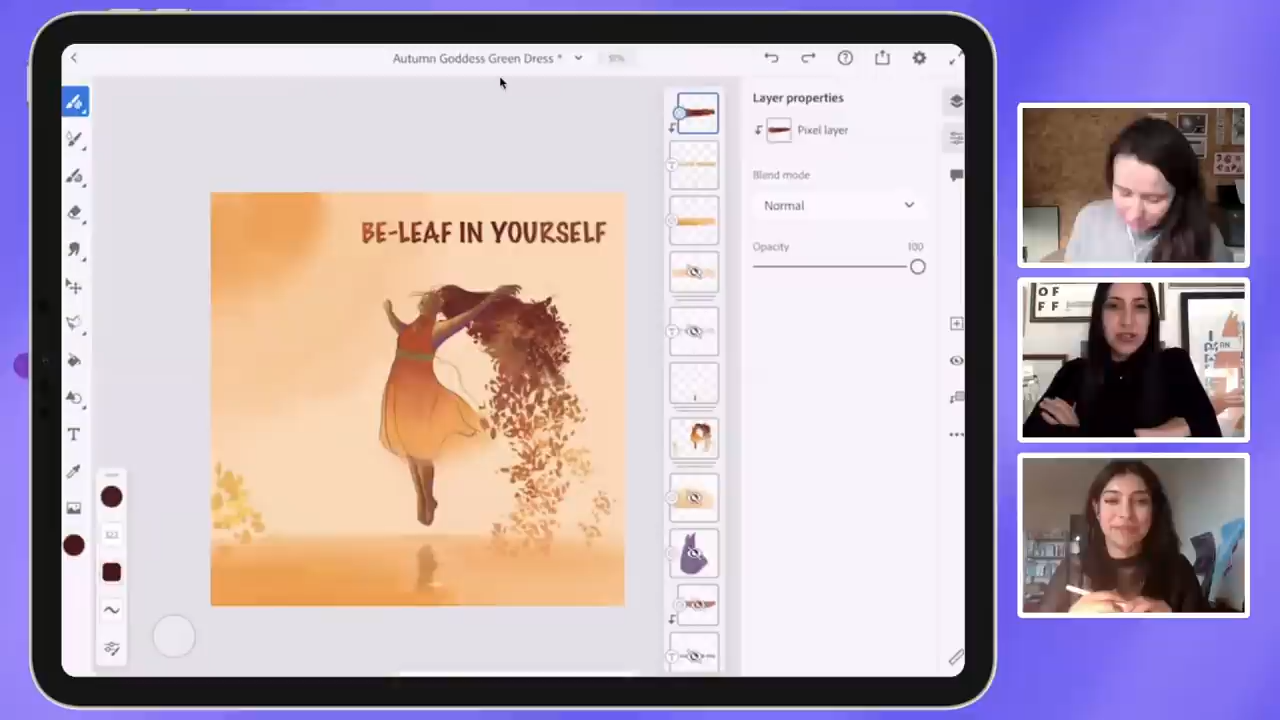 Autumn Goddess Green Dress *
Layer properties
Pixel layer
Blend mode
Normal
Opacity
100
BE-LEAF IN YOURSELF
T
O F
F F